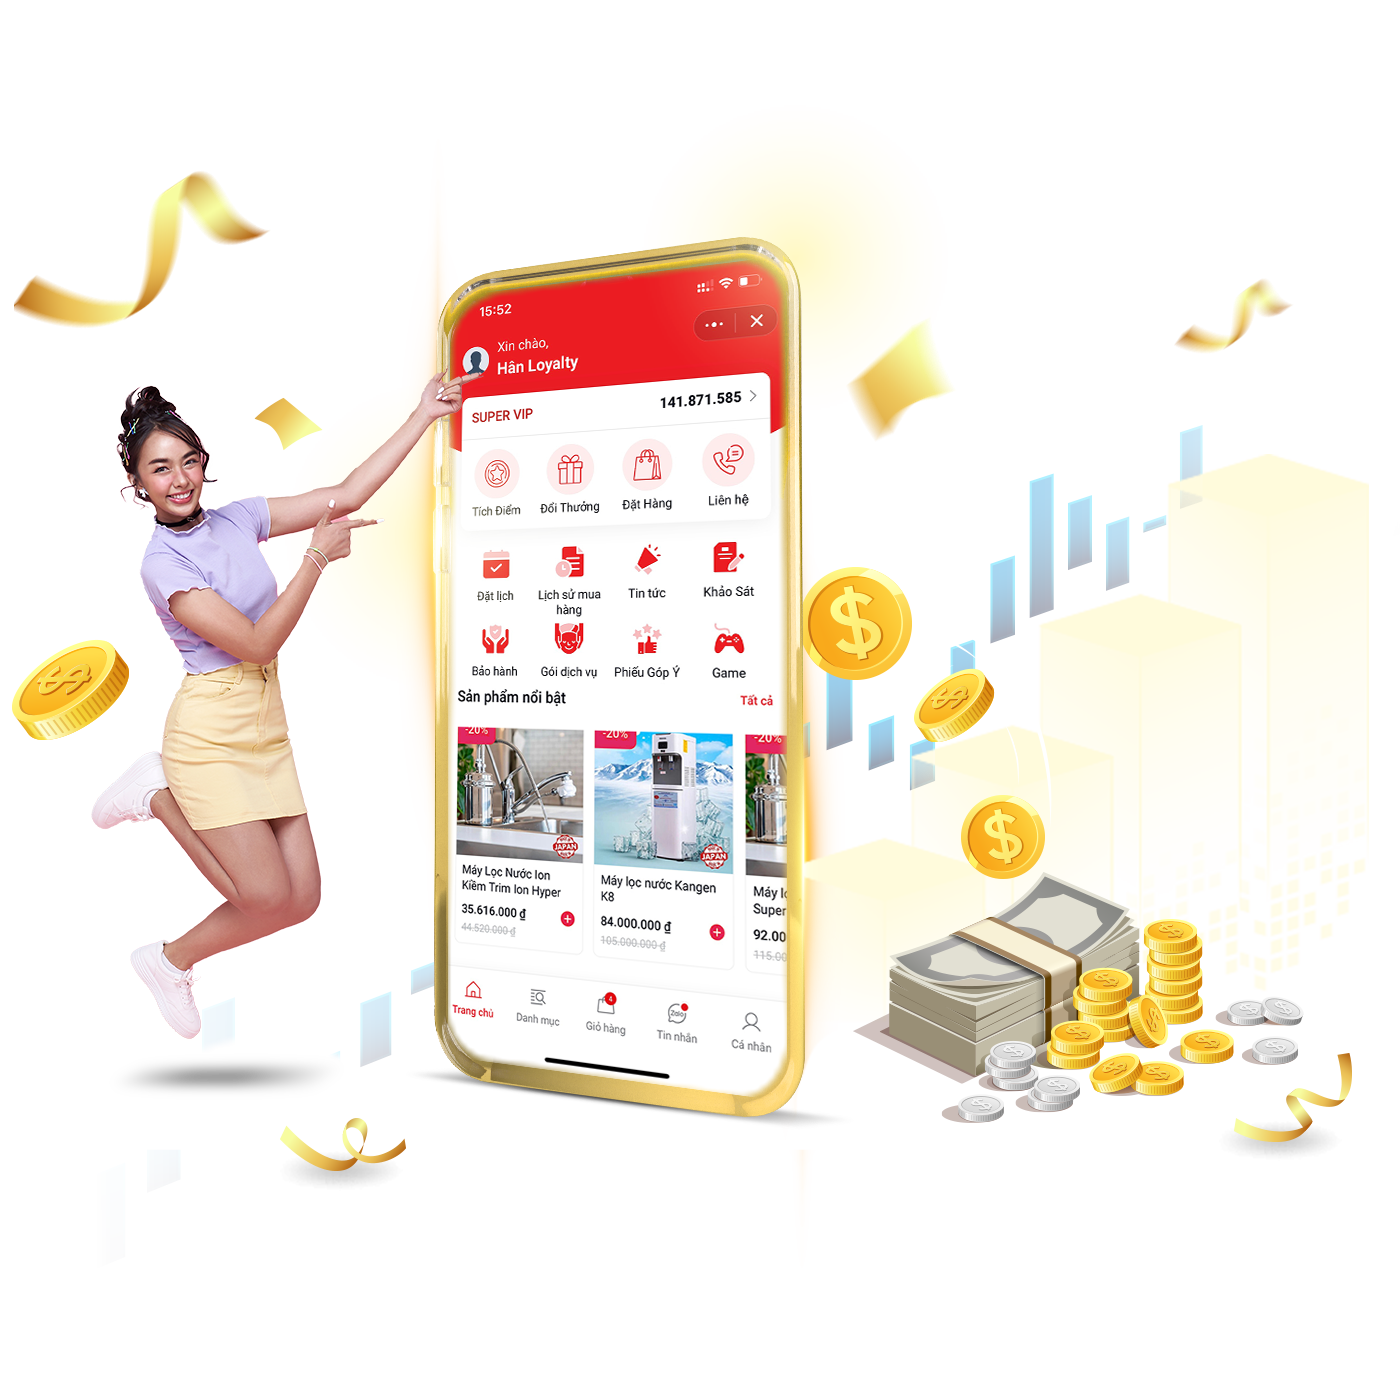 15:52
Xin chào,
Hân Loyalty
SUPER VIP
141.871.585
Tích Điểm
Đổi Thưởng
Đặt Hàng
Liên hệ
Đặt lịch
Lịch sử mua
hàng
Tin tức
Khảo Sát
Bảo hành
Gói dịch vụ
Phiếu Góp Ý
Game
Sản phẩm nổi bật
Tất cả
-20%
JAPAN
Máy Lọc Nước Ion
Kiềm Trim Ion Hyper
35.616.000 ₫
44.520.000 ₫
-20%
JAPAN
Máy lọc nước Kangen
K8
84.000.000 ₫
105.000.000 ₫
-20%
Máy l
Super
92.00
115.00
Trang chủ
Danh mục
4
Giỏ hàng
Zalo
Tin nhắn
Cá nhân